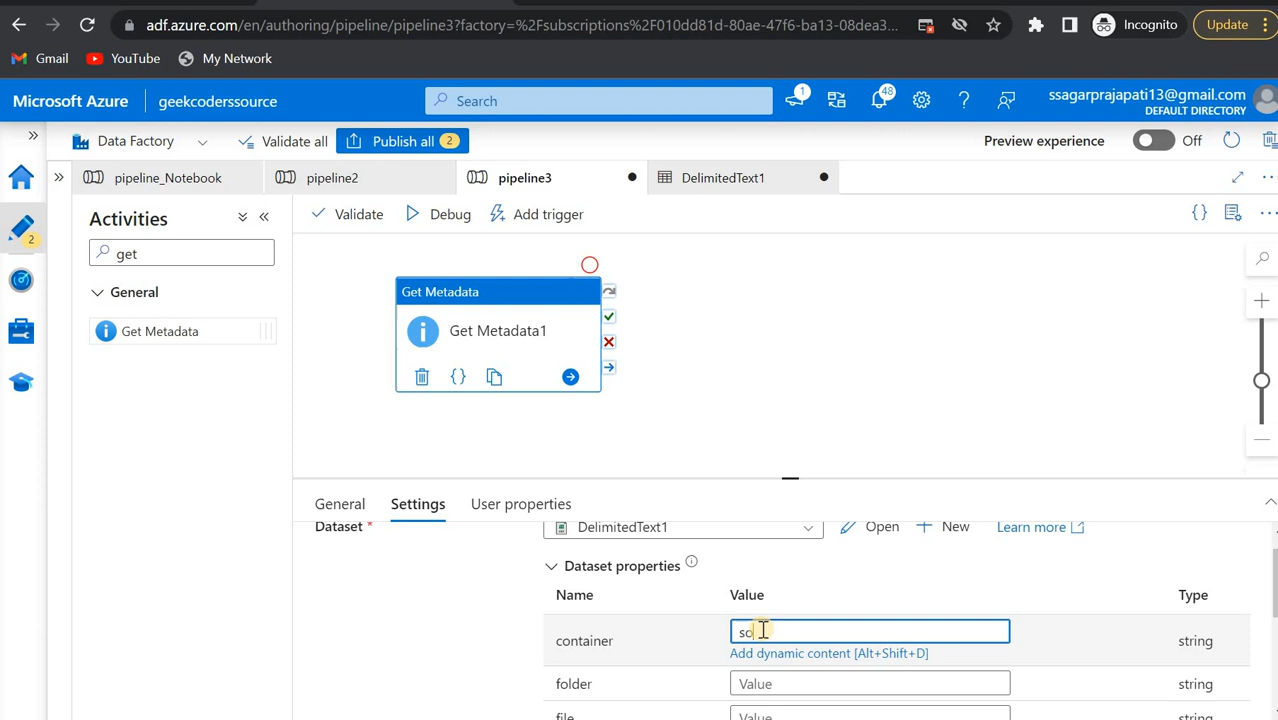 adf.azure.com/en/authoring/pipeline/pipeline3?factory=%2Fsubscriptions%2F010dd81d-80ae-47f6-ba13-08dea3...
Incognito
Update
Gmail
YouTube
My Network
Microsoft Azure
geekcoderssource
Search
1
48
ssagarprajapati13@gmail.com
DEFAULT DIRECTORY
Data Factory
Validate all
Publish all
2
Preview experience
Off
pipeline_Notebook
pipeline2
pipeline3
DelimitedText1
2
Activities
Validate
Debug
Add trigger
get
General
Get Metadata
Get Metadata
Get Metadata1
General
Settings
User properties
Dataset *
DelimitedText1
Open
New
Learn more
Dataset properties
Name
Value
Type
container
so
Add dynamic content [Alt+Shift+D]
string
folder
Value
string
file
Value
string